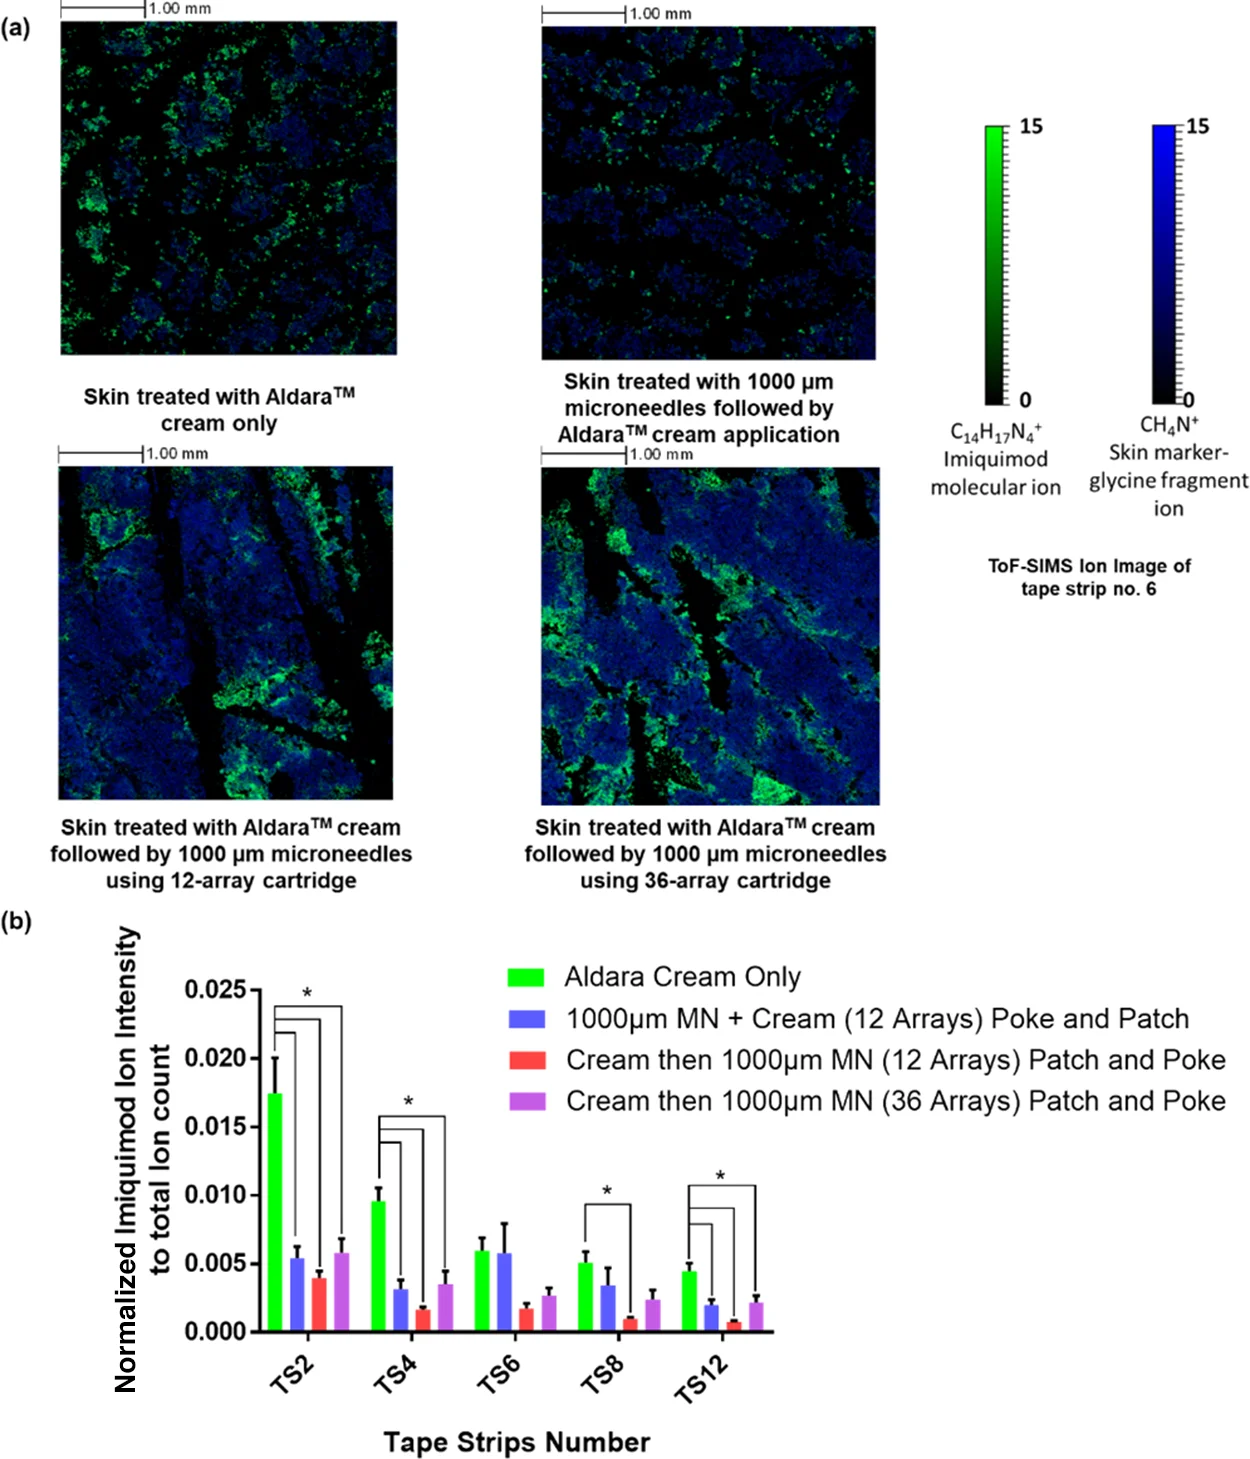 (a)
1.00 mm
1.00 mm
Skin treated with Aldara™
cream only
Skin treated with 1000 μm
microneedles followed by
Aldara™ cream application
15
0
C₁₄H₁₇N₄⁺
Imiquimod
molecular ion
15
0
CH₄N⁺
Skin marker-
glycine fragment
ion
ToF-SIMS Ion Image of
tape strip no. 6
1.00 mm
1.00 mm
Skin treated with Aldara™ cream
followed by 1000 μm microneedles
using 12-array cartridge
Skin treated with Aldara™ cream
followed by 1000 μm microneedles
using 36-array cartridge
(b)
Normalized Imiquimod Ion Intensity
to total Ion count
0.025
0.020
0.015
0.010
0.005
0.000
*
*
*
*
Aldara Cream Only
1000μm MN + Cream (12 Arrays) Poke and Patch
Cream then 1000μm MN (12 Arrays) Patch and Poke
Cream then 1000μm MN (36 Arrays) Patch and Poke
TS2
TS4
TS6
TS8
TS12
Tape Strips Number